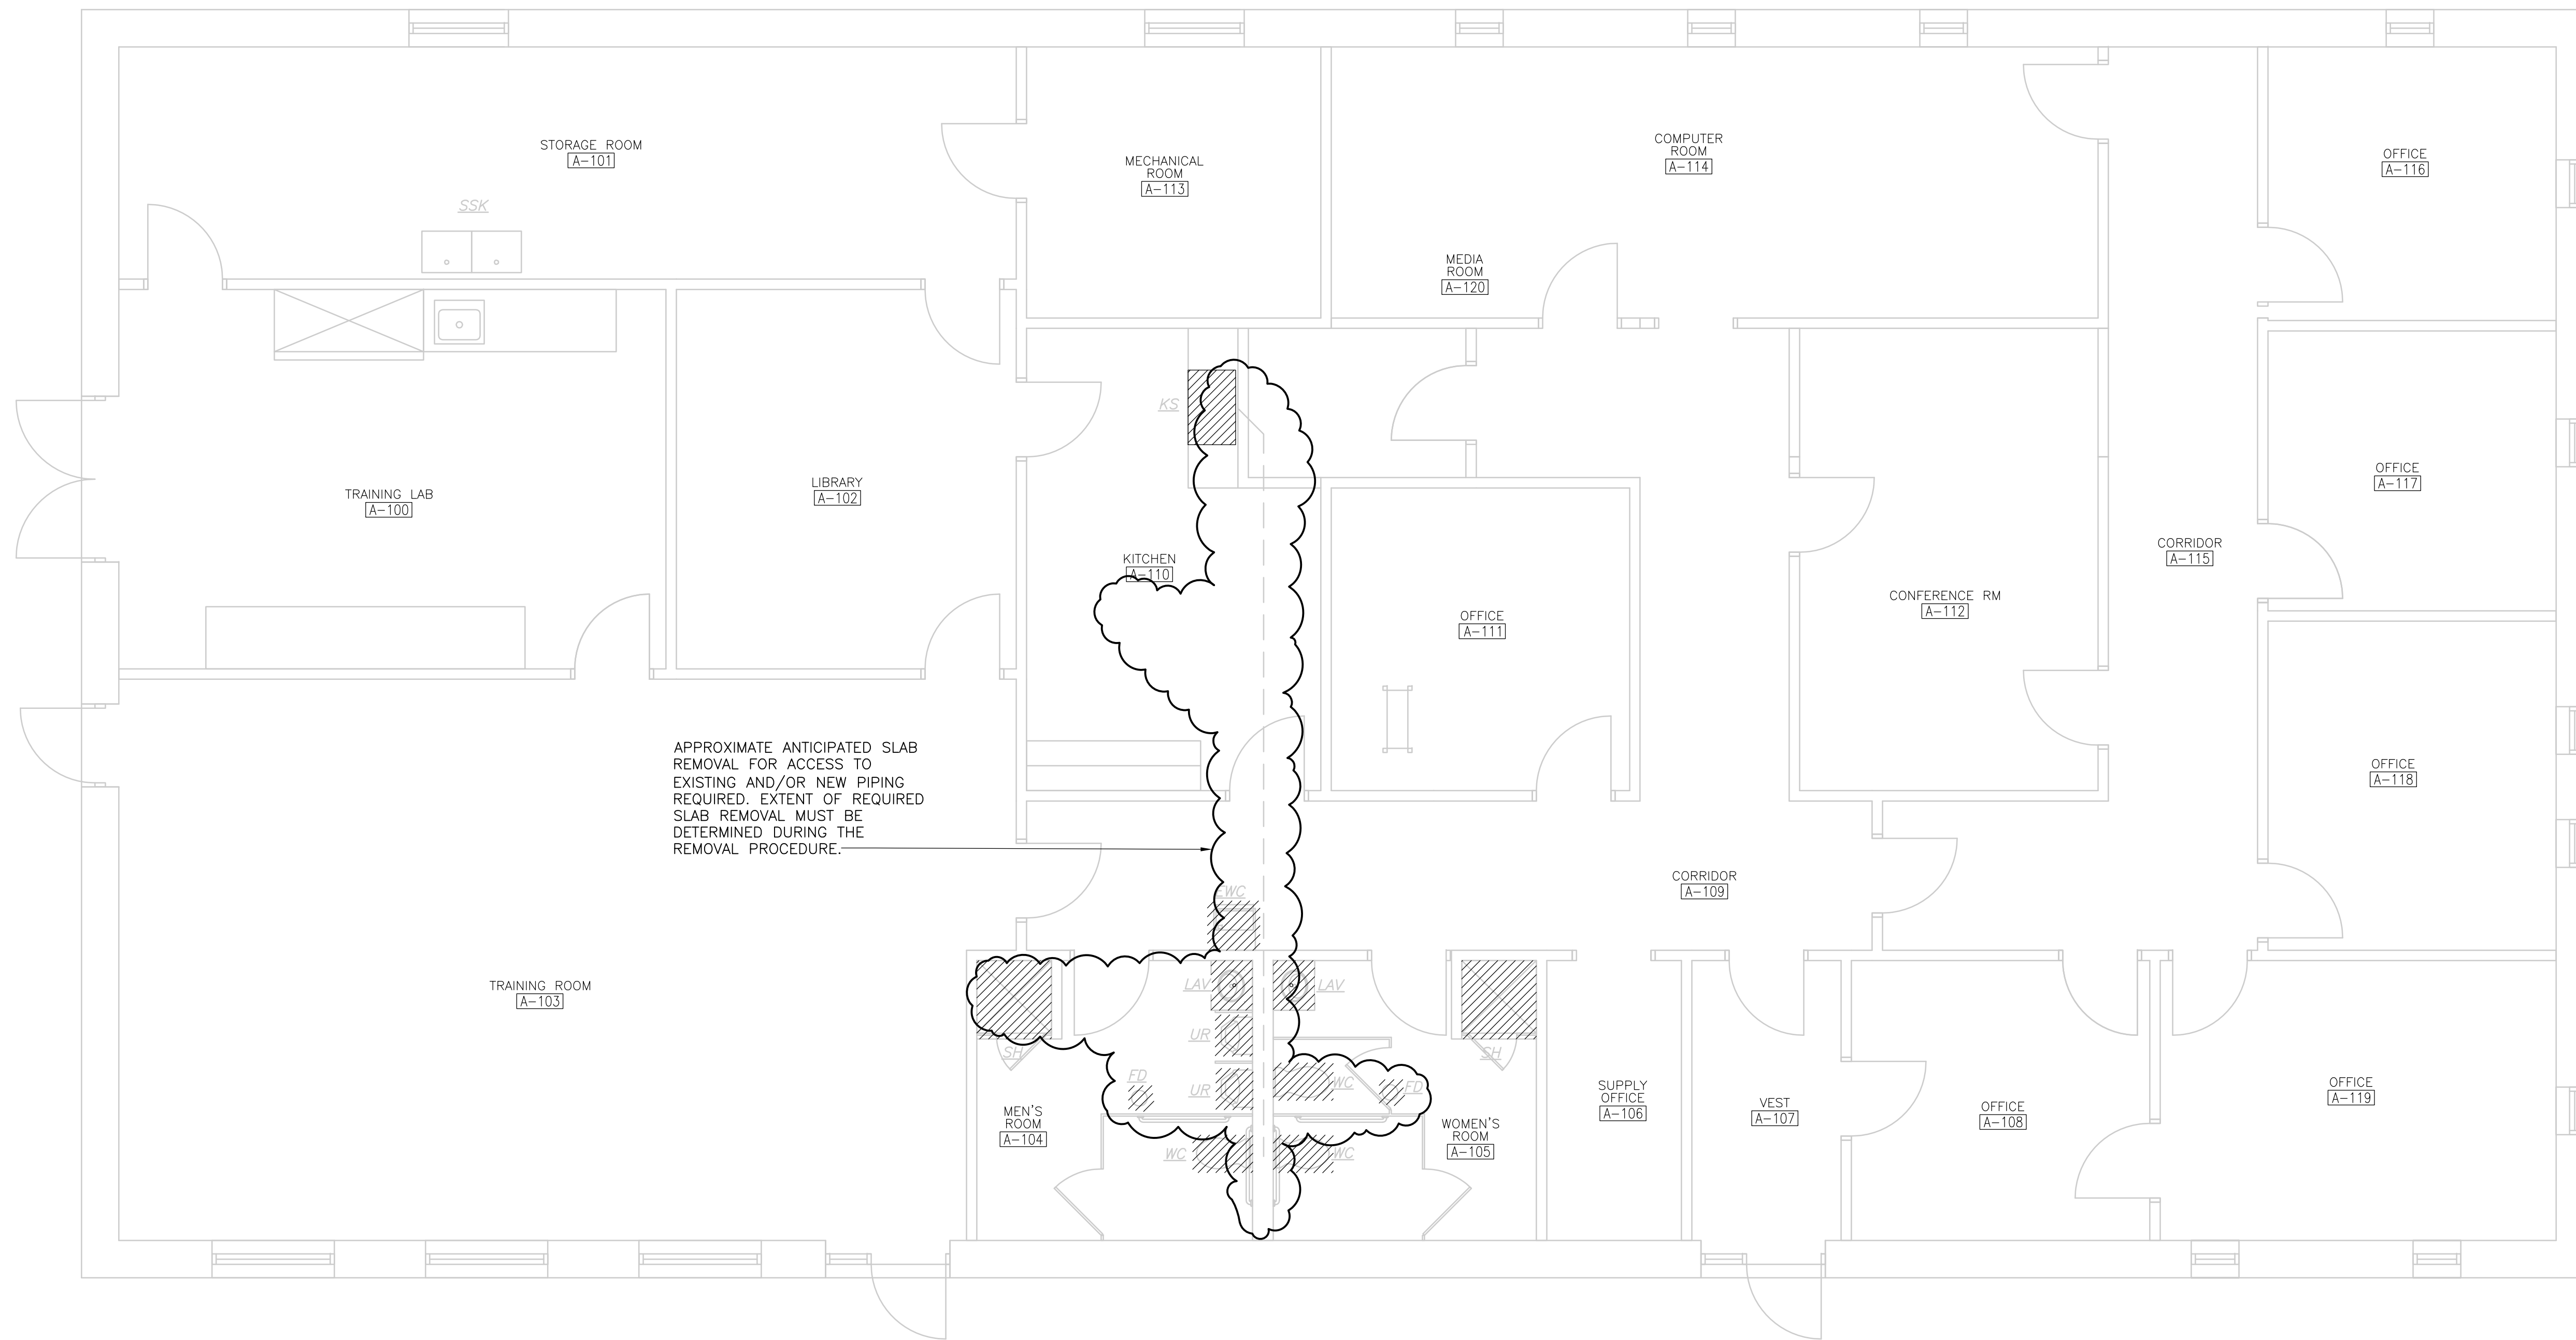 STORAGE ROOM
A-101
SSK
MECHANICAL
ROOM
A-113
COMPUTER
ROOM
A-114
OFFICE
A-116
MEDIA
ROOM
A-120
KS
TRAINING LAB
A-100
LIBRARY
A-102
KITCHEN
A-110
OFFICE
A-111
CONFERENCE RM
A-112
CORRIDOR
A-115
OFFICE
A-117
APPROXIMATE ANTICIPATED SLAB
REMOVAL FOR ACCESS TO
EXISTING AND/OR NEW PIPING
REQUIRED. EXTENT OF REQUIRED
SLAB REMOVAL MUST BE
DETERMINED DURING THE
REMOVAL PROCEDURE.
OFFICE
A-118
EWC
CORRIDOR
A-109
TRAINING ROOM
A-103
LAV
LAV
UR
SH
SH
FD
UR
WC
FD
MEN'S
ROOM
A-104
WC
WC
WOMEN'S
ROOM
A-105
SUPPLY
OFFICE
A-106
VEST
A-107
OFFICE
A-108
OFFICE
A-119